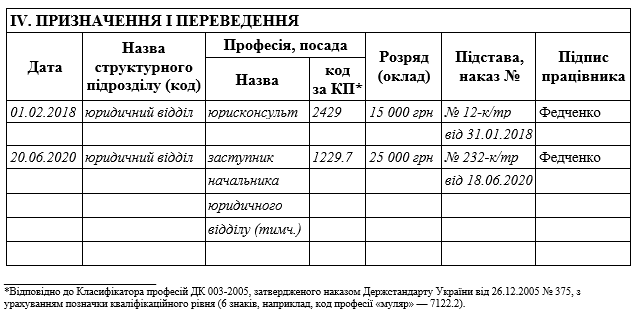 IV. ПРИЗНАЧЕННЯ І ПЕРЕВЕДЕННЯ
Дата Назва структурного підрозділу (код) Професія, посада Розряд (оклад) Підстава, наказ № Підпис працівника
Назва код за КП*
01.02.2018 юридичний відділ юрисконсульт 2429 15 000 грн № 12-к/тр Федченко
від 31.01.2018
20.06.2020 юридичний відділ заступник 1229.7 25 000 грн № 232-к/тр Федченко
начальника від 18.06.2020
юридичного
відділу (тимч.)
*Відповідно до Класифікатора професій ДК 003-2005, затвердженого наказом Держстандарту України від 26.12.2005 № 375, з
урахуванням позначки кваліфікаційного рівня (6 знаків, наприклад, код професії «муляр» — 7122.2).